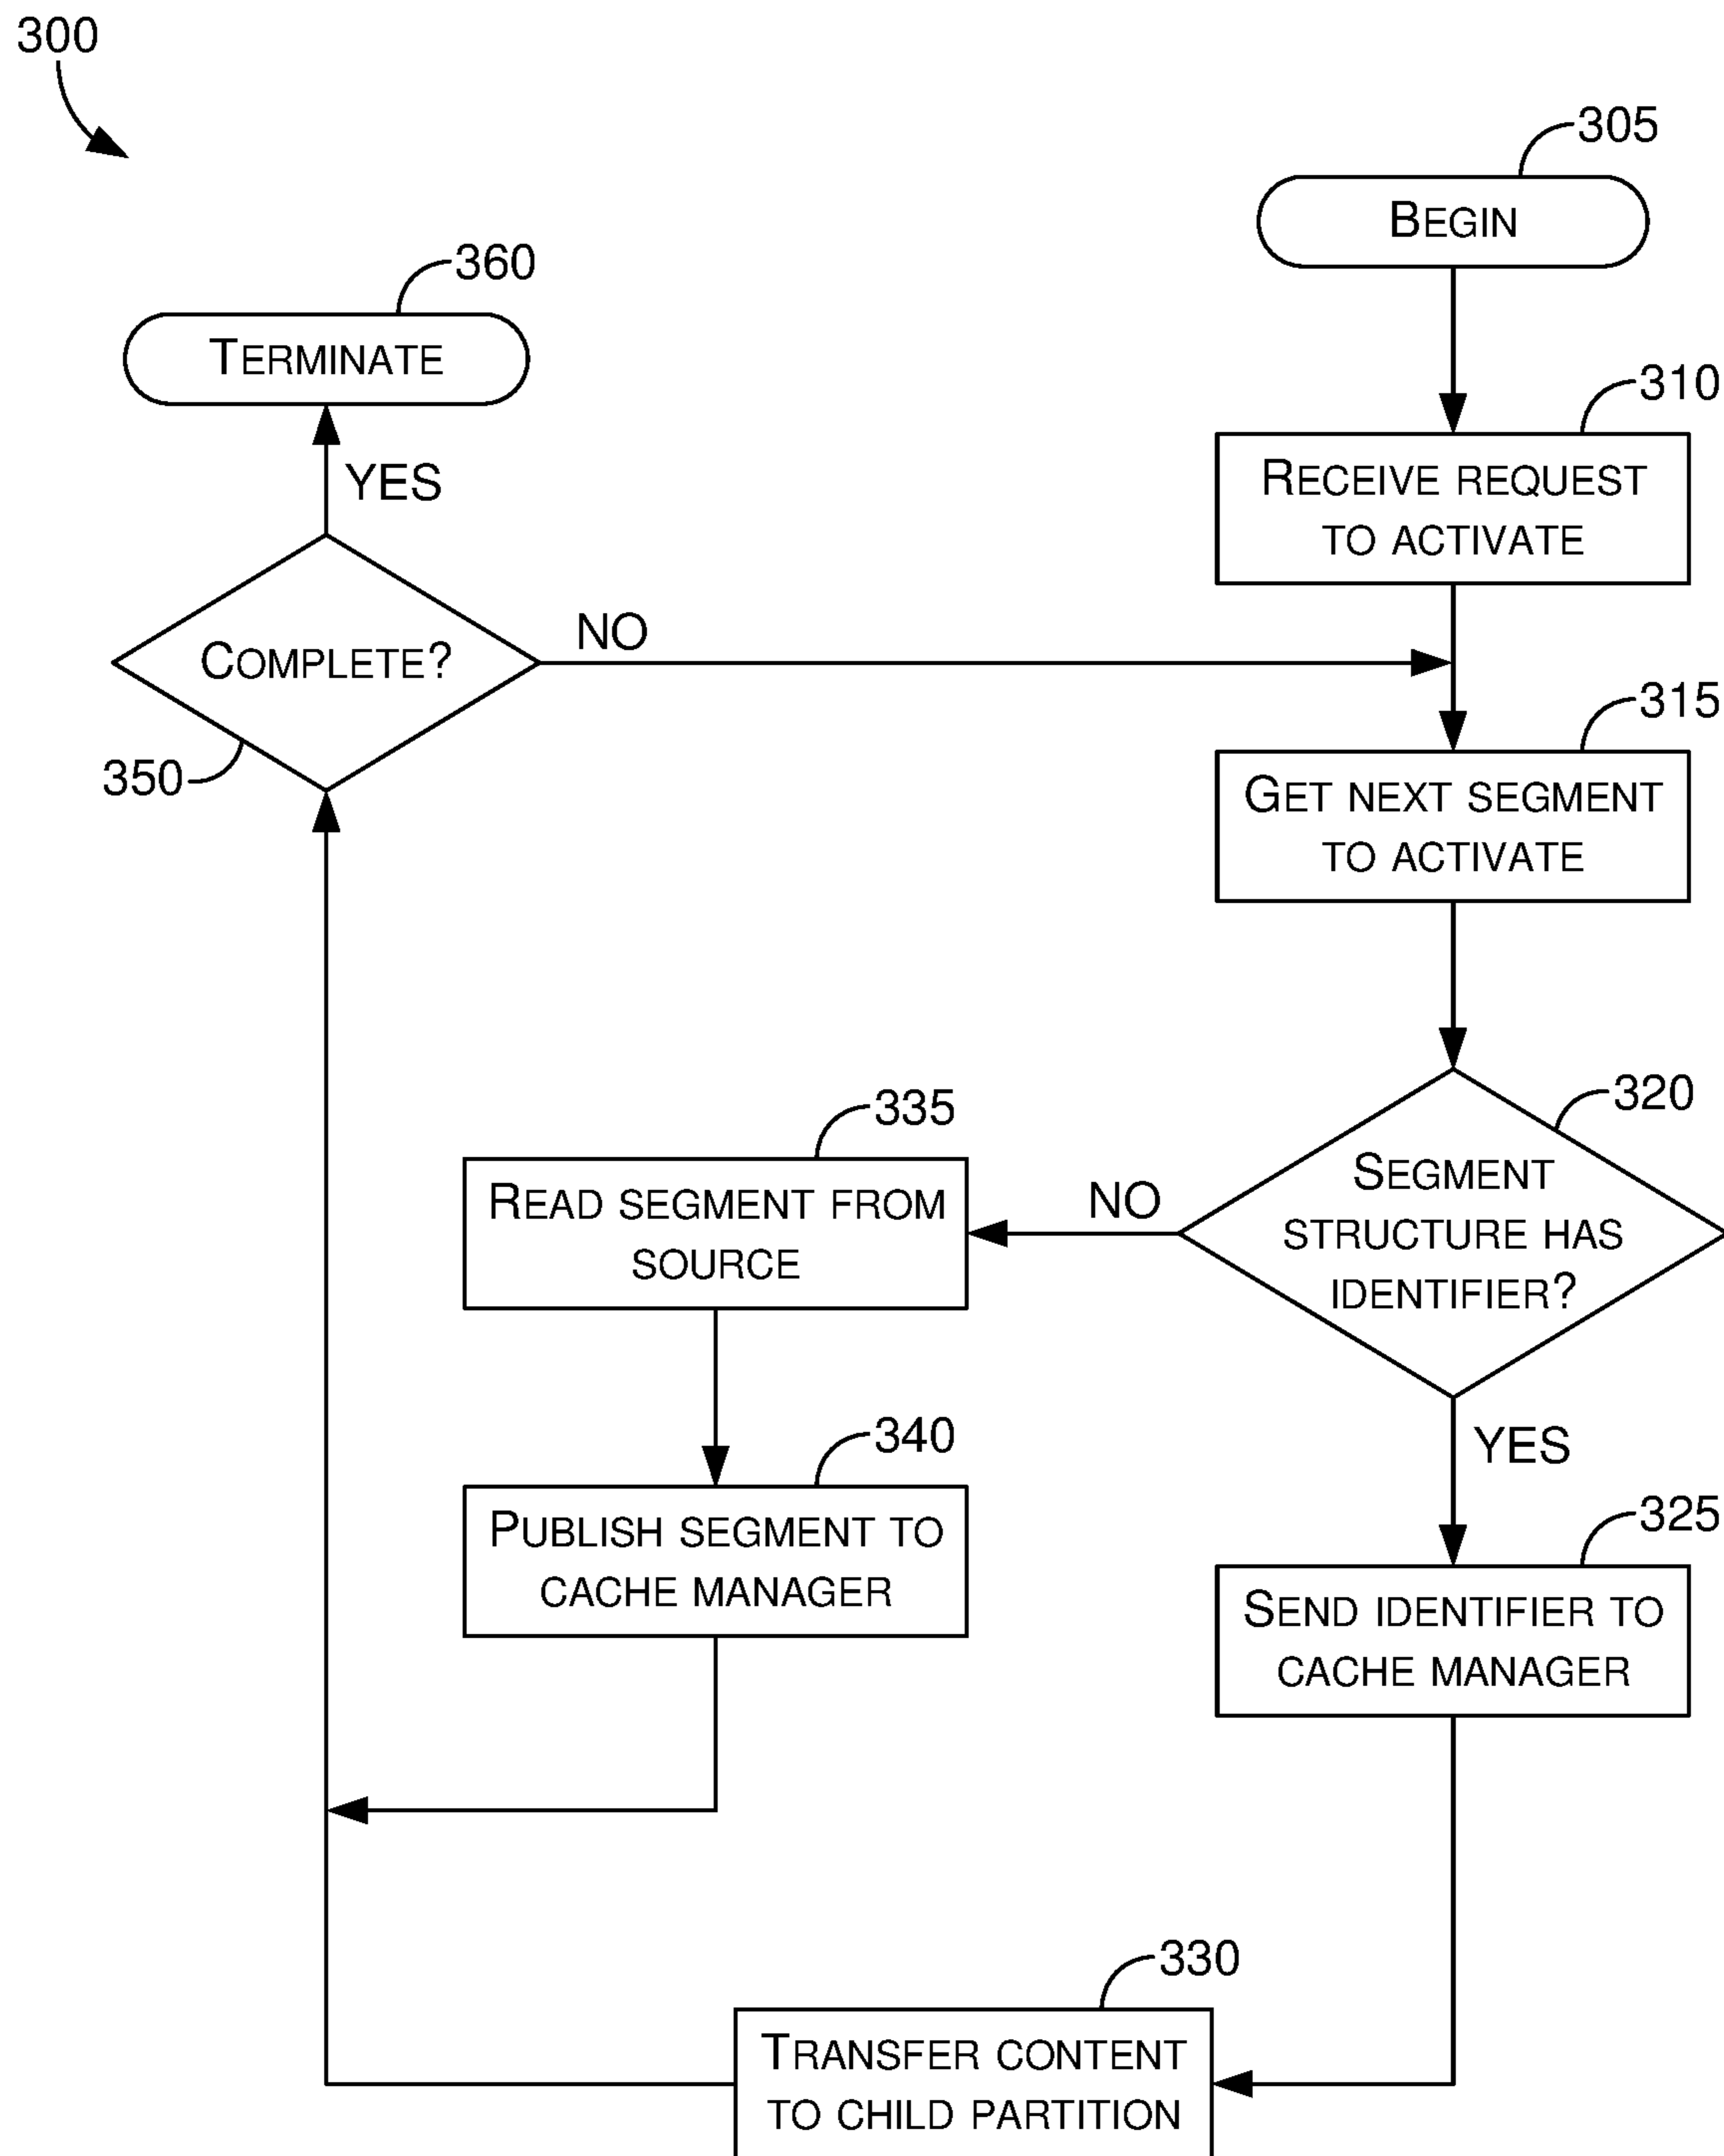 300
305
BEGIN
360
TERMINATE
310
RECEIVE REQUEST
TO ACTIVATE
YES
NO
COMPLETE?
350
315
GET NEXT SEGMENT
TO ACTIVATE
320
SEGMENT
STRUCTURE HAS
IDENTIFIER?
NO
335
READ SEGMENT FROM
SOURCE
YES
340
PUBLISH SEGMENT TO
CACHE MANAGER
325
SEND IDENTIFIER TO
CACHE MANAGER
330
TRANSFER CONTENT
TO CHILD PARTITION